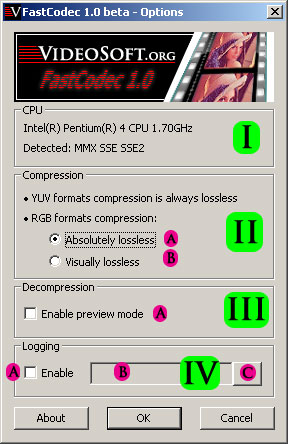 FastCodec 1.0 beta - Options
VIDEOSOFT.ORG
FastCodec 1.0
CPU
Intel(R) Pentium(R) 4 CPU 1.70GHz
Detected: MMX SSE SSE2
I
Compression
• YUV formats compression is always lossless
• RGB formats compression:
II
Absolutely lossless A
Visually lossless B
Decompression
Enable preview mode A
III
Logging
A Enable B IV C
About OK Cancel